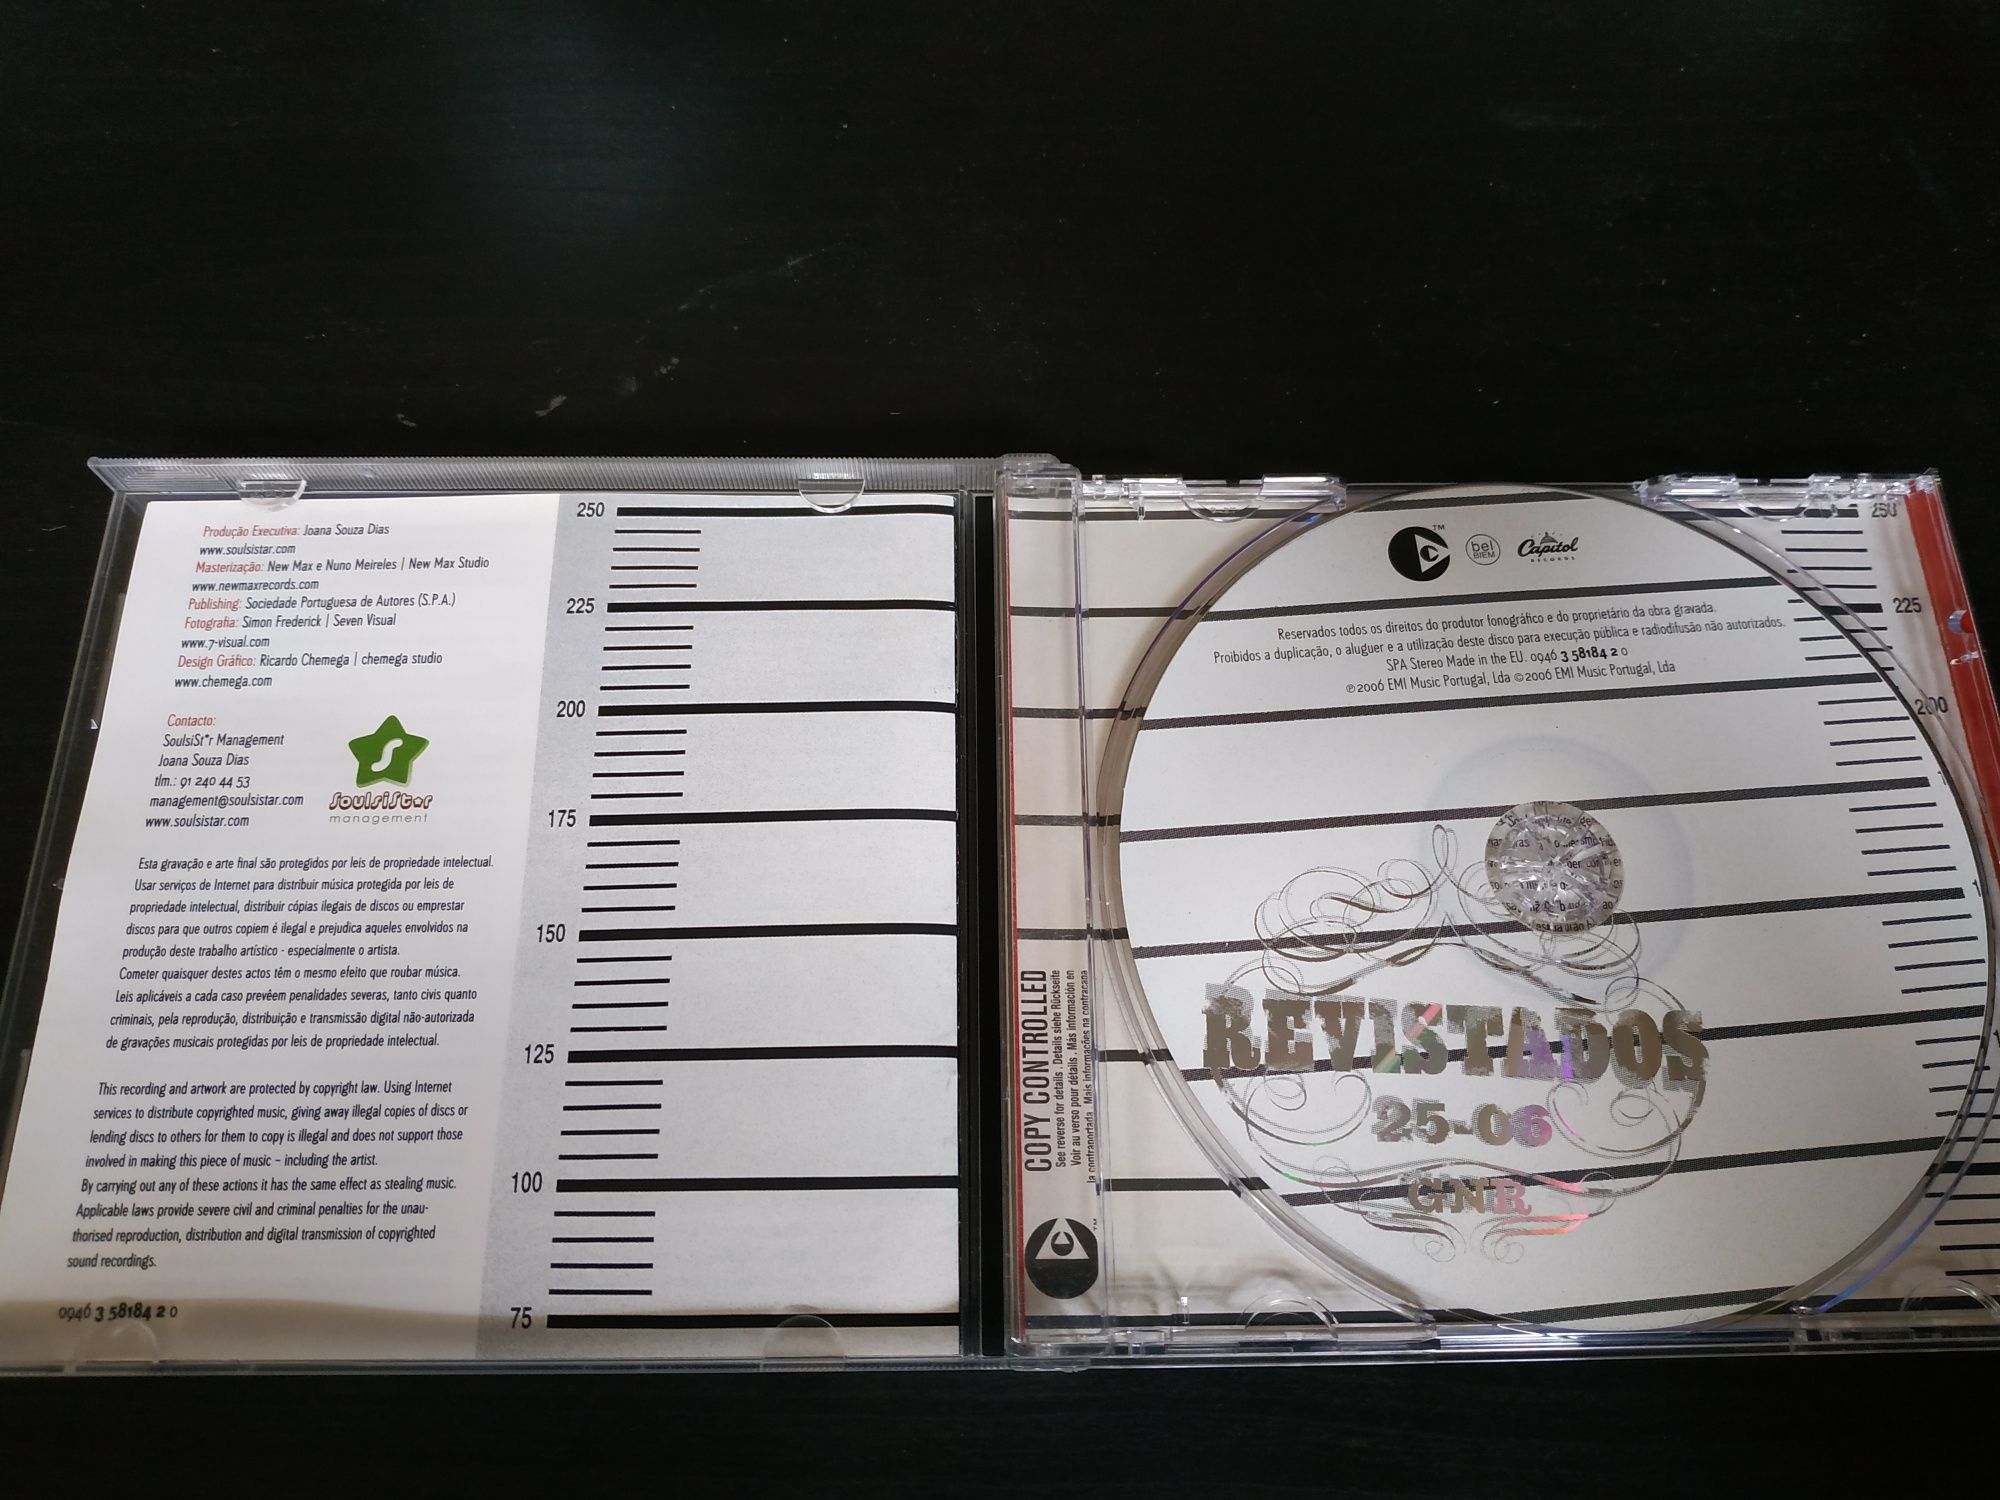 Produção Executiva: Joana Souza Dias
www.soulsistar.com
Masterização: New Max e Nuno Meireles | New Max Studio
www.newmaxrecords.com
Publishing: Sociedade Portuguesa de Autores (S.P.A.)
Fotografia: Simon Frederick | Seven Visual
www.7-visual.com
Design Gráfico: Ricardo Chemega | chemega studio
www.chemega.com
Contacto:
SoulsiSt*r Management
Joana Souza Dias
tlm.: 91 240 44 53
management@soulsistar.com
www.soulsistar.com
S
SoulsiStar
management
Esta gravação e arte final são protegidos por leis de propriedade intelectual.
Usar serviços de Internet para distribuir música protegida por leis de
propriedade intelectual, distribuir cópias ilegais de discos ou emprestar
discos para que outros copiem é ilegal e prejudica aqueles envolvidos na
produção deste trabalho artístico - especialmente o artista.
Cometer quaisquer destes actos têm o mesmo efeito que roubar música.
Leis aplicáveis a cada caso prevêem penalidades severas, tanto civis quanto
criminais, pela reprodução, distribuição e transmissão digital não-autorizada
de gravações musicais protegidas por leis de propriedade intelectual.
This recording and artwork are protected by copyright law. Using Internet
services to distribute copyrighted music, giving away illegal copies of discs or
lending discs to others for them to copy is illegal and does not support those
involved in making this piece of music – including the artist.
By carrying out any of these actions it has the same effect as stealing music.
Applicable laws provide severe civil and criminal penalties for the unau-
thorised reproduction, distribution and digital transmission of copyrighted
sound recordings.
0946 3 58184 2 0
250
225
200
175
150
125
100
75
COPY CONTROLLED
See reverse for details . Details siehe Rückseite
Voir au verso pour détails . Más información en
la contraportada . Mais informações na contracapa
C
TM
C
TM
bel
BIEM
Capitol
RECORDS
Reservados todos os direitos do produtor fonográfico e do proprietário da obra gravada.
Proibidos a duplicação, o aluguer e a utilização deste disco para execução pública e radiodifusão não autorizados.
SPA Stereo Made in the EU. 0946 3 58184 2 0
℗2006 EMI Music Portugal, Lda ©2006 EMI Music Portugal, Lda
REVISTADOS
25-06
GNR
250
225
200